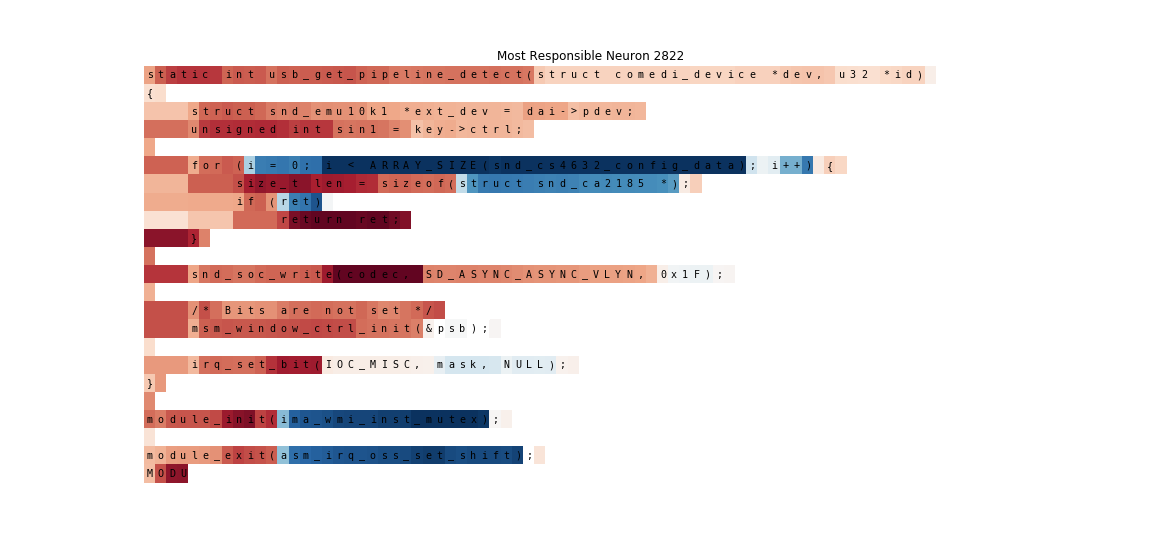 Most Responsible Neuron 2822
static int usb_get_pipeline_detect(struct comedi_device *dev, u32 *id)
{
struct snd_emu10k1 *ext_dev = dai->pdev;
unsigned int sin1 = key->ctrl;
for (i = 0; i < ARRAY_SIZE(snd_cs4632_config_data); i++) {
size_t len = sizeof(struct snd_ca2185 *);
if (ret)
return ret;
}
snd_soc_write(codec, SD_ASYNC_ASYNC_VLYN, 0x1F);
/* Bits are not set */
msm_window_ctrl_init(&psb);
irq_set_bit(IOC_MISC, mask, NULL);
}
module_init(ima_wmi_inst_mutex);
module_exit(asm_irq_oss_set_shift);
MODU